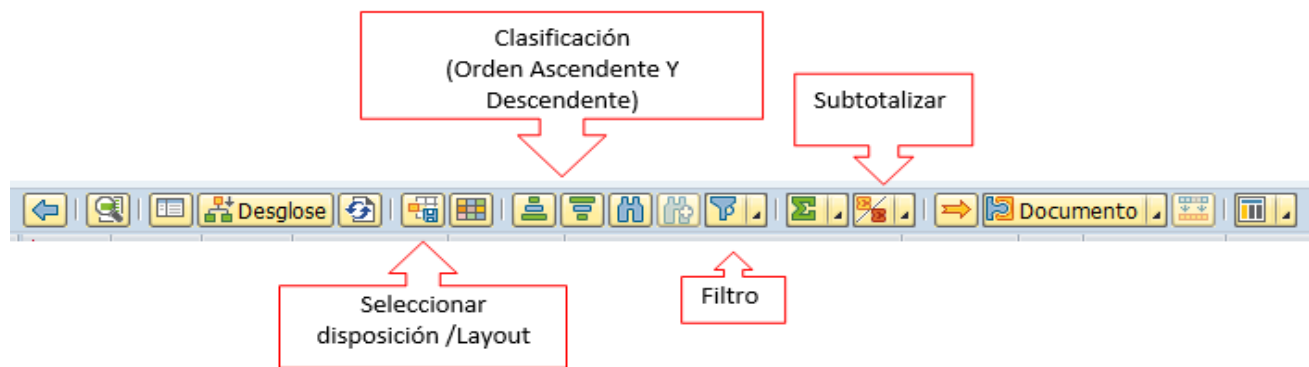 Clasificación
(Orden Ascendente Y
Descendente)
Subtotalizar
Desglose
Documento
Seleccionar
disposición /Layout
Filtro